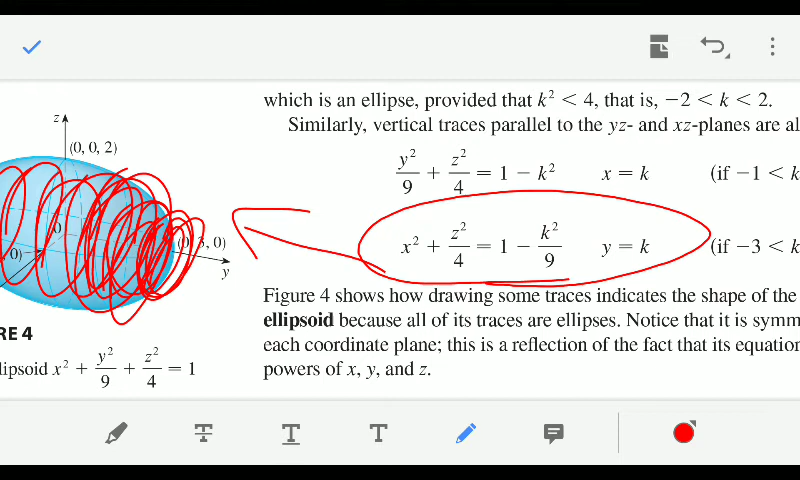 which is an ellipse, provided that k² < 4, that is, −2 < k < 2.
Similarly, vertical traces parallel to the yz- and xz-planes are al
y²/9 + z²/4 = 1 − k² x = k (if −1 < k
x² + z²/4 = 1 − k²/9 y = k (if −3 < k
Figure 4 shows how drawing some traces indicates the shape of the
ellipsoid because all of its traces are ellipses. Notice that it is symm
each coordinate plane; this is a reflection of the fact that its equation
powers of x, y, and z.
z
(0, 0, 2)
0
(0, 3, 0)
0)
y
RE 4
lipsoid x² + y²/9 + z²/4 = 1
T
T
T